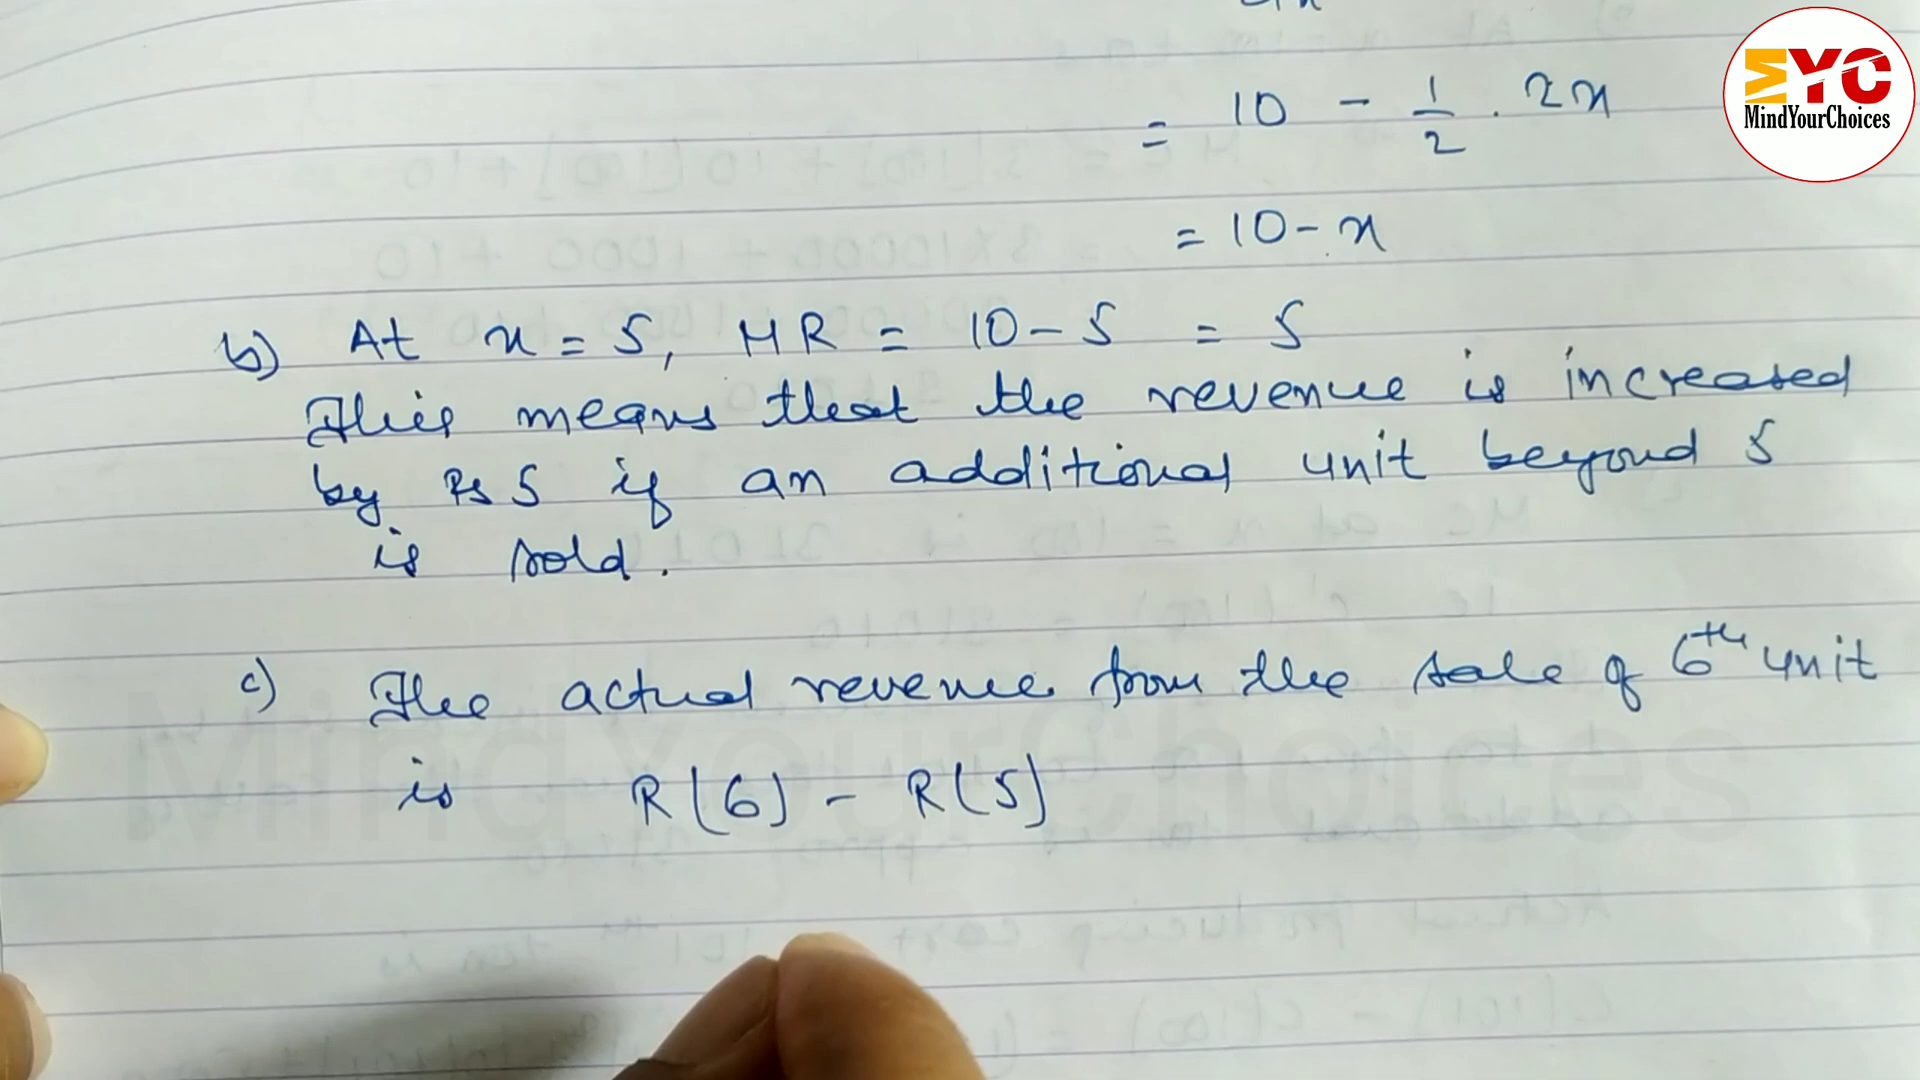 MYC
MindYourChoices
= 10 - 1/2 . 2x
= 10 - x
b) At x = 5, MR = 10 - 5 = 5
This means that the revenue is increased
by Rs 5 if an additional unit beyond 5
is sold.
c) The actual revenue from the sale of 6th unit
is R(6) - R(5)
MindYourChoices